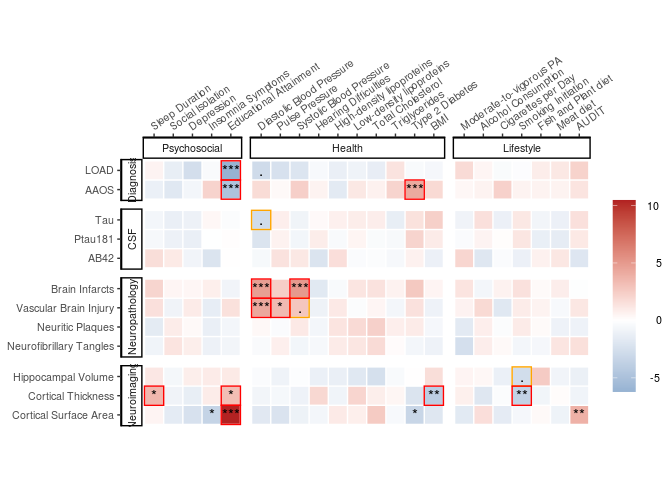 Sleep Duration
Social Isolation
Depression
Insomnia Symptoms
Educational Attainment
Diastolic Blood Pressure
Pulse Pressure
Systolic Blood Pressure
Hearing Difficulties
High-density lipoproteins
Low-density lipoproteins
Total Cholesterol
Triglycerides
Type 2 Diabetes
BMI
Moderate-to-vigorous PA
Alcohol Consumption
Cigarettes per Day
Smoking Initiation
Fish and Plant diet
Meat diet
AUDIT
Psychosocial Health Lifestyle
Diagnosis
LOAD *** .
AAOS *** ***
CSF
Tau .
Ptau181
AB42
Neuropathology
Brain Infarcts *** ***
Vascular Brain Injury *** * .
Neuritic Plaques
Neurofibrillary Tangles
Neuroimaging
Hippocampal Volume .
Cortical Thickness * * ** **
Cortical Surface Area * *** * **
10
5
0
-5